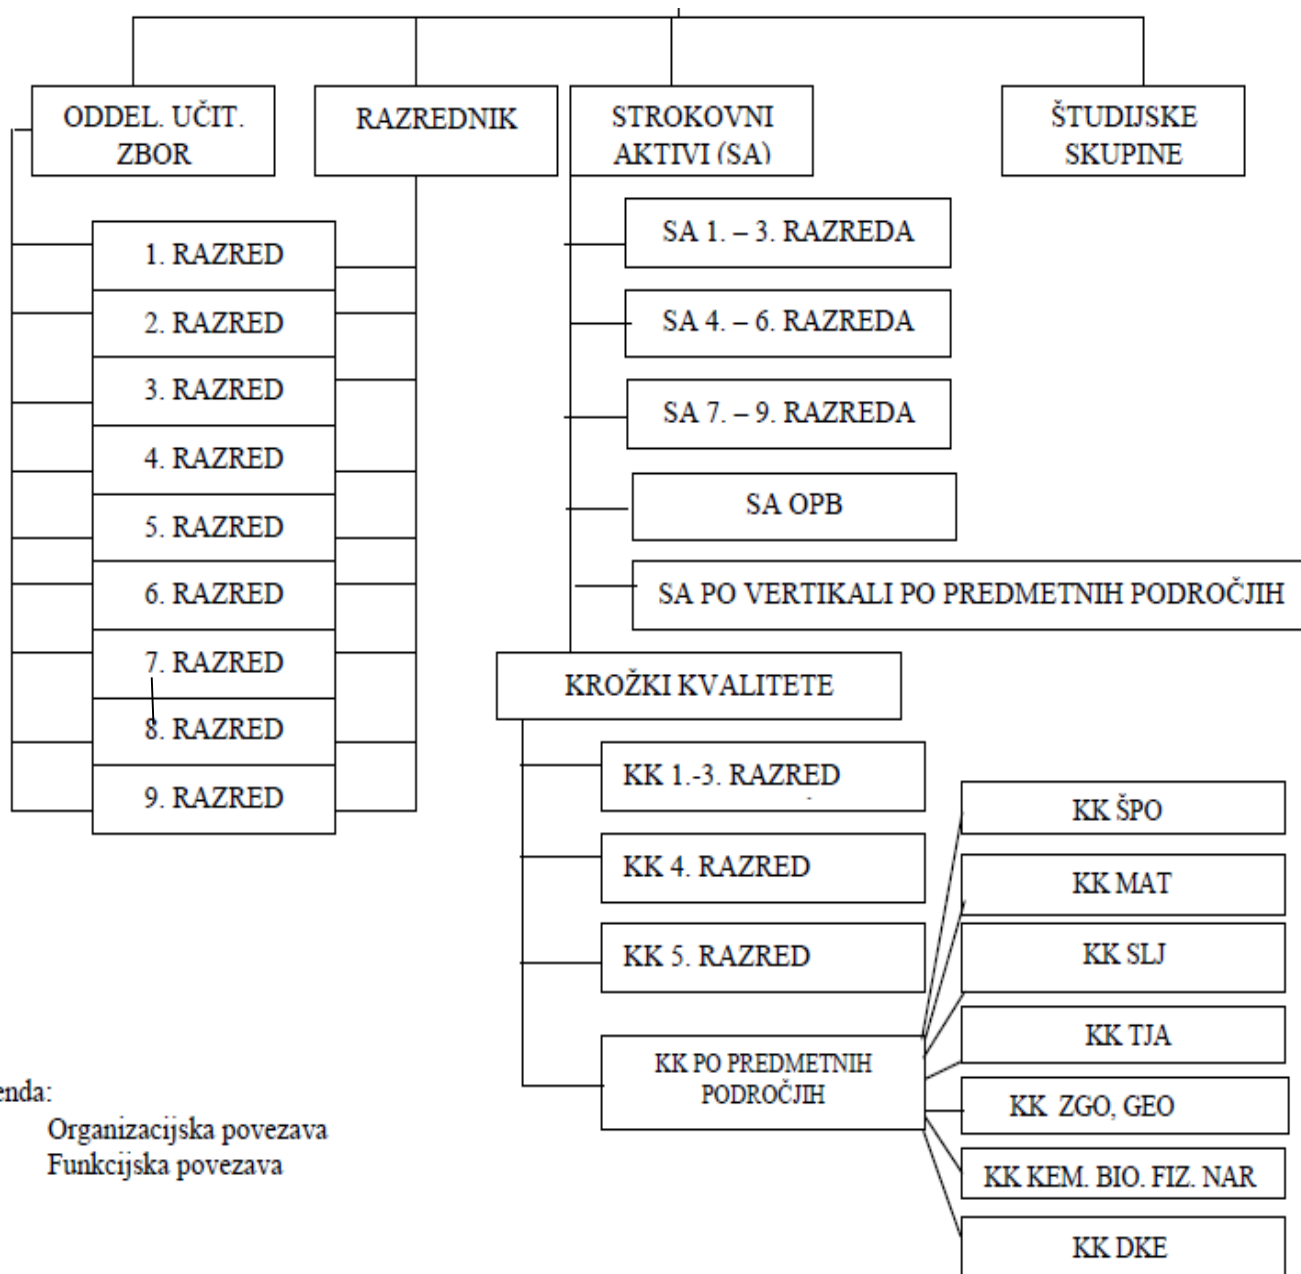 ODDEL. UČIT.
ZBOR
RAZREDNIK
STROKOVNI
AKTIVI (SA)
ŠTUDIJSKE
SKUPINE
1. RAZRED
2. RAZRED
3. RAZRED
4. RAZRED
5. RAZRED
6. RAZRED
7. RAZRED
8. RAZRED
9. RAZRED
SA 1. – 3. RAZREDA
SA 4. – 6. RAZREDA
SA 7. – 9. RAZREDA
SA OPB
SA PO VERTIKALI PO PREDMETNIH PODROČJIH
KROŽKI KVALITETE
KK 1.-3. RAZRED
KK 4. RAZRED
KK 5. RAZRED
KK PO PREDMETNIH
PODROČJIH
KK ŠPO
KK MAT
KK SLJ
KK TJA
KK ZGO, GEO
KK KEM. BIO. FIZ. NAR
KK DKE
enda:
Organizacijska povezava
Funkcijska povezava